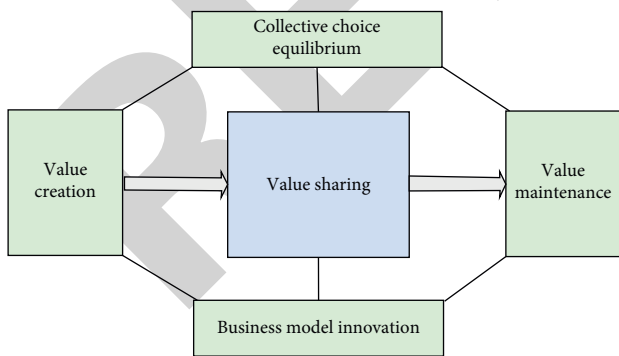 Collective choice
equilibrium
Value
creation
Value sharing
Value
maintenance
Business model innovation